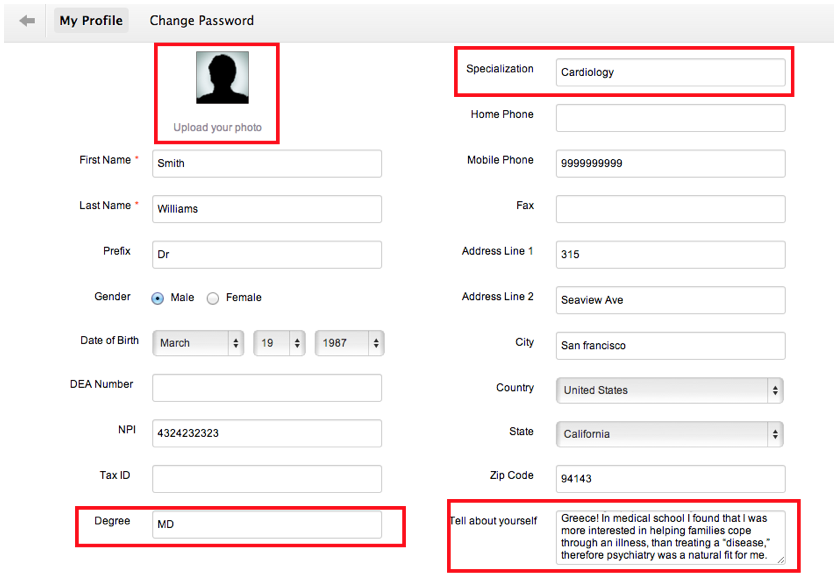 My Profile
Change Password
Upload your photo
First Name * Smith
Last Name * Williams
Prefix Dr
Gender Male Female
Date of Birth March 19 1987
DEA Number
NPI 4324232323
Tax ID
Degree MD
Specialization Cardiology
Home Phone
Mobile Phone 9999999999
Fax
Address Line 1 315
Address Line 2 Seaview Ave
City San francisco
Country United States
State California
Zip Code 94143
Tell about yourself
Greece! In medical school I found that I was
more interested in helping families cope
through an illness, than treating a “disease,”
therefore psychiatry was a natural fit for me.